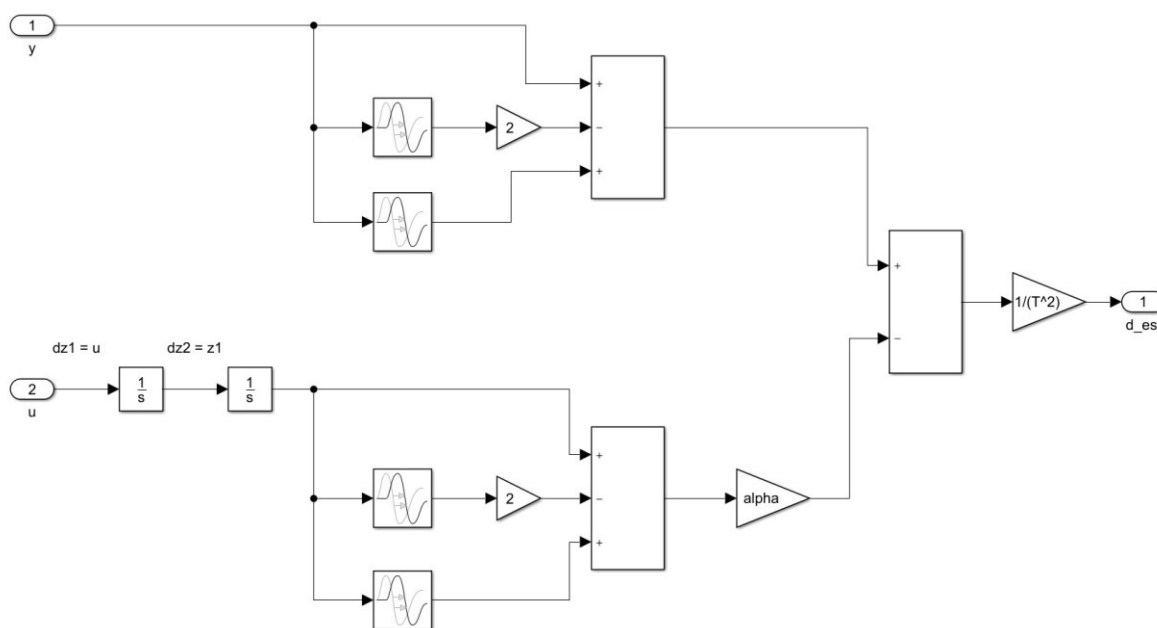 1
y
+
2
−
+
+
1/(T^2)
1
d_es
−
dz1 = u
dz2 = z1
2
u
1
s
1
s
+
2
−
alpha
+